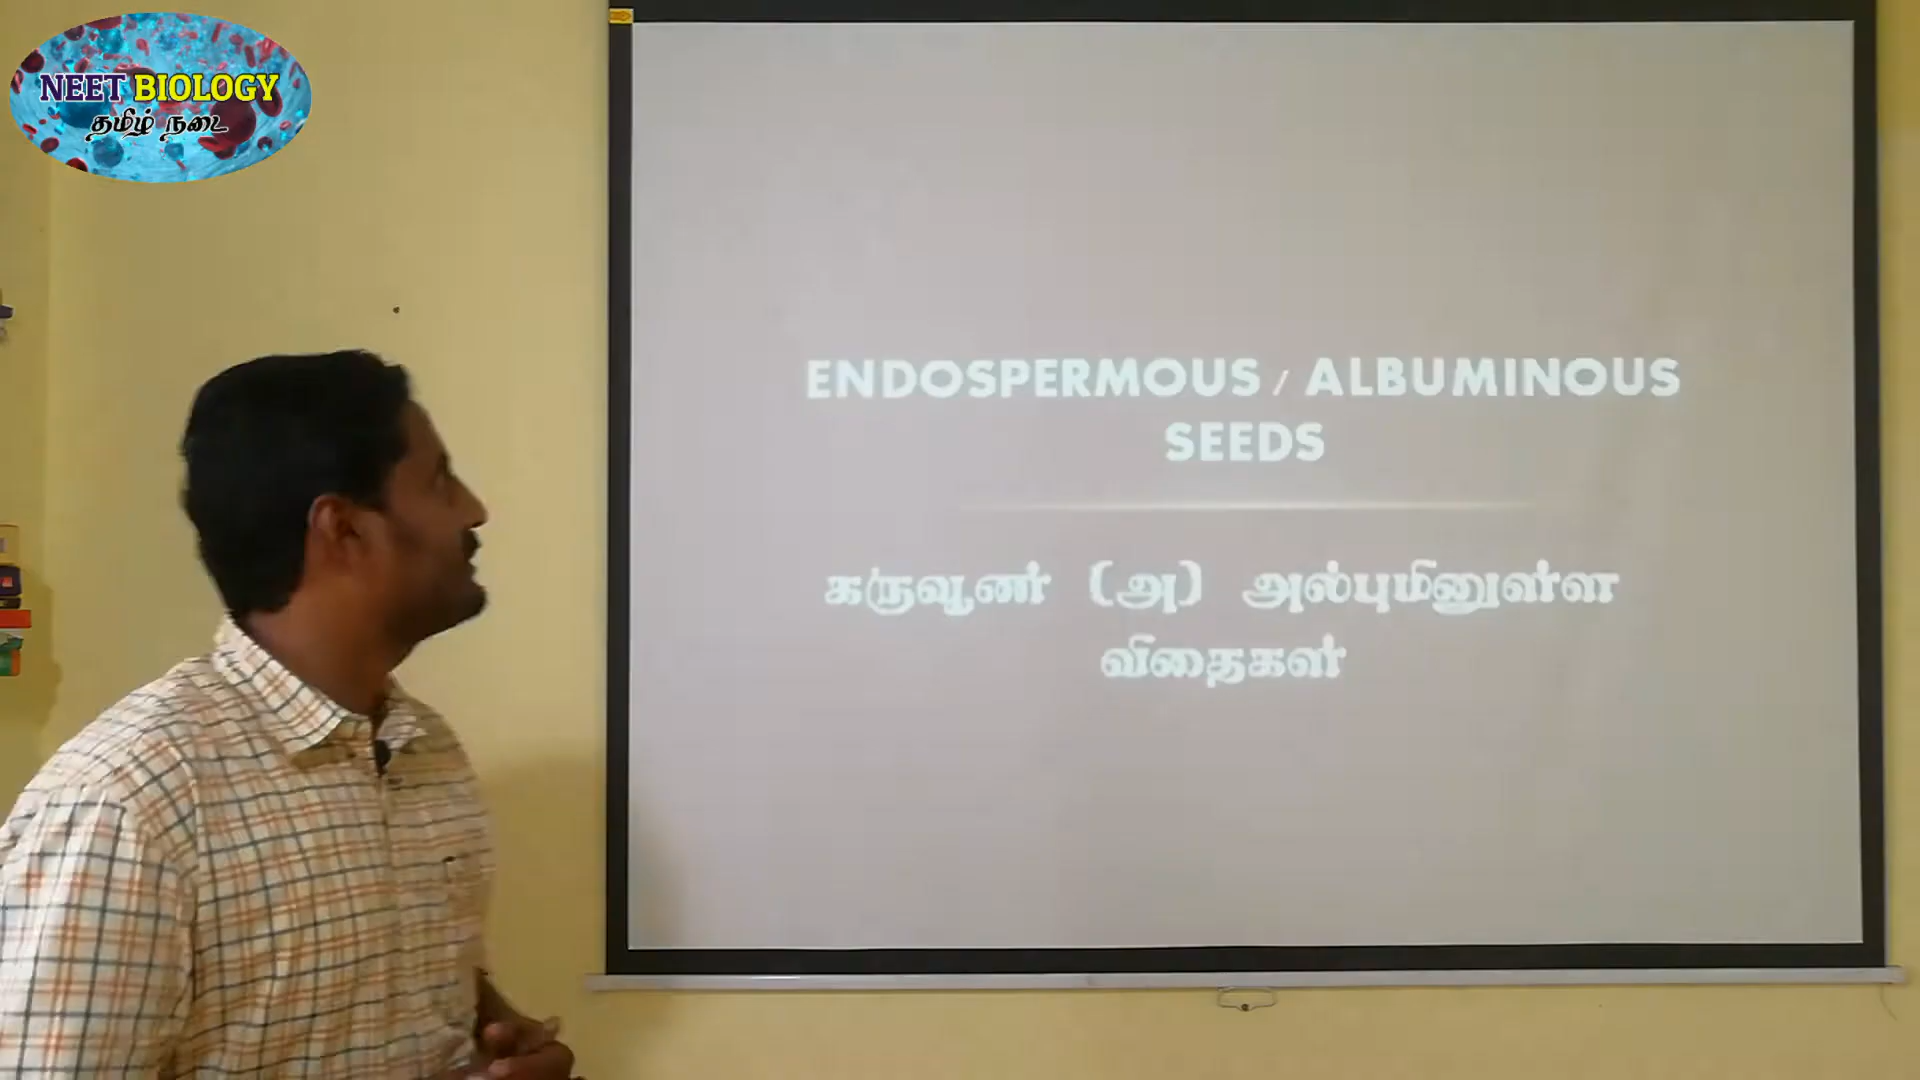 NEET BIOLOGY
தமிழ் நடை
ENDOSPERMOUS / ALBUMINOUS
SEEDS
கருவூண் (அ) அல்புமினுள்ள
விதைகள்